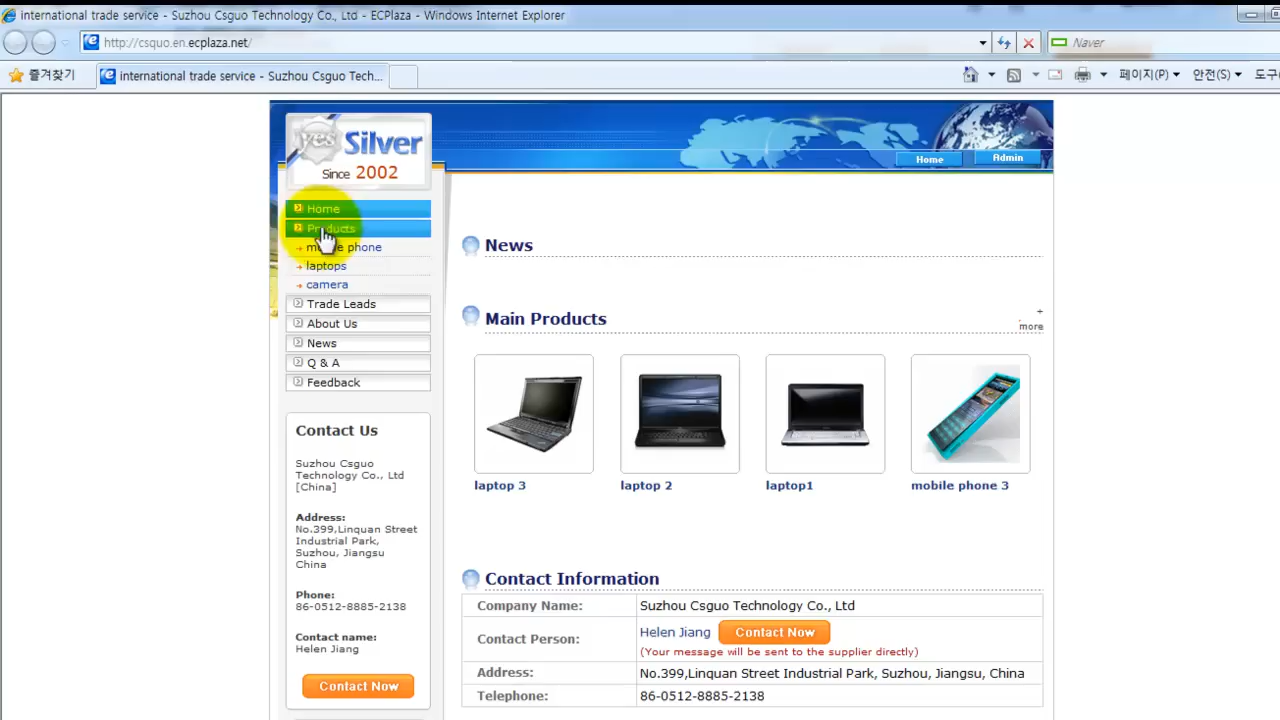 international trade service - Suzhou Csguo Technology Co., Ltd - ECPlaza - Windows Internet Explorer
http://csquo.en.ecplaza.net/
Naver
즐겨찾기
international trade service - Suzhou Csguo Tech...
페이지(P)
안전(S)
도구
yes Silver
Since 2002
Home
Admin
Home
Products
mobile phone
laptops
camera
Trade Leads
About Us
News
Q & A
Feedback
Contact Us
Suzhou Csguo
Technology Co., Ltd
[China]
Address:
No.399,Linquan Street
Industrial Park,
Suzhou, Jiangsu
China
Phone:
86-0512-8885-2138
Contact name:
Helen Jiang
Contact Now
News
Main Products
+
more
laptop 3
laptop 2
laptop1
mobile phone 3
Contact Information
Company Name: Suzhou Csguo Technology Co., Ltd
Contact Person: Helen Jiang Contact Now
(Your message will be sent to the supplier directly)
Address: No.399,Linquan Street Industrial Park, Suzhou, Jiangsu, China
Telephone: 86-0512-8885-2138